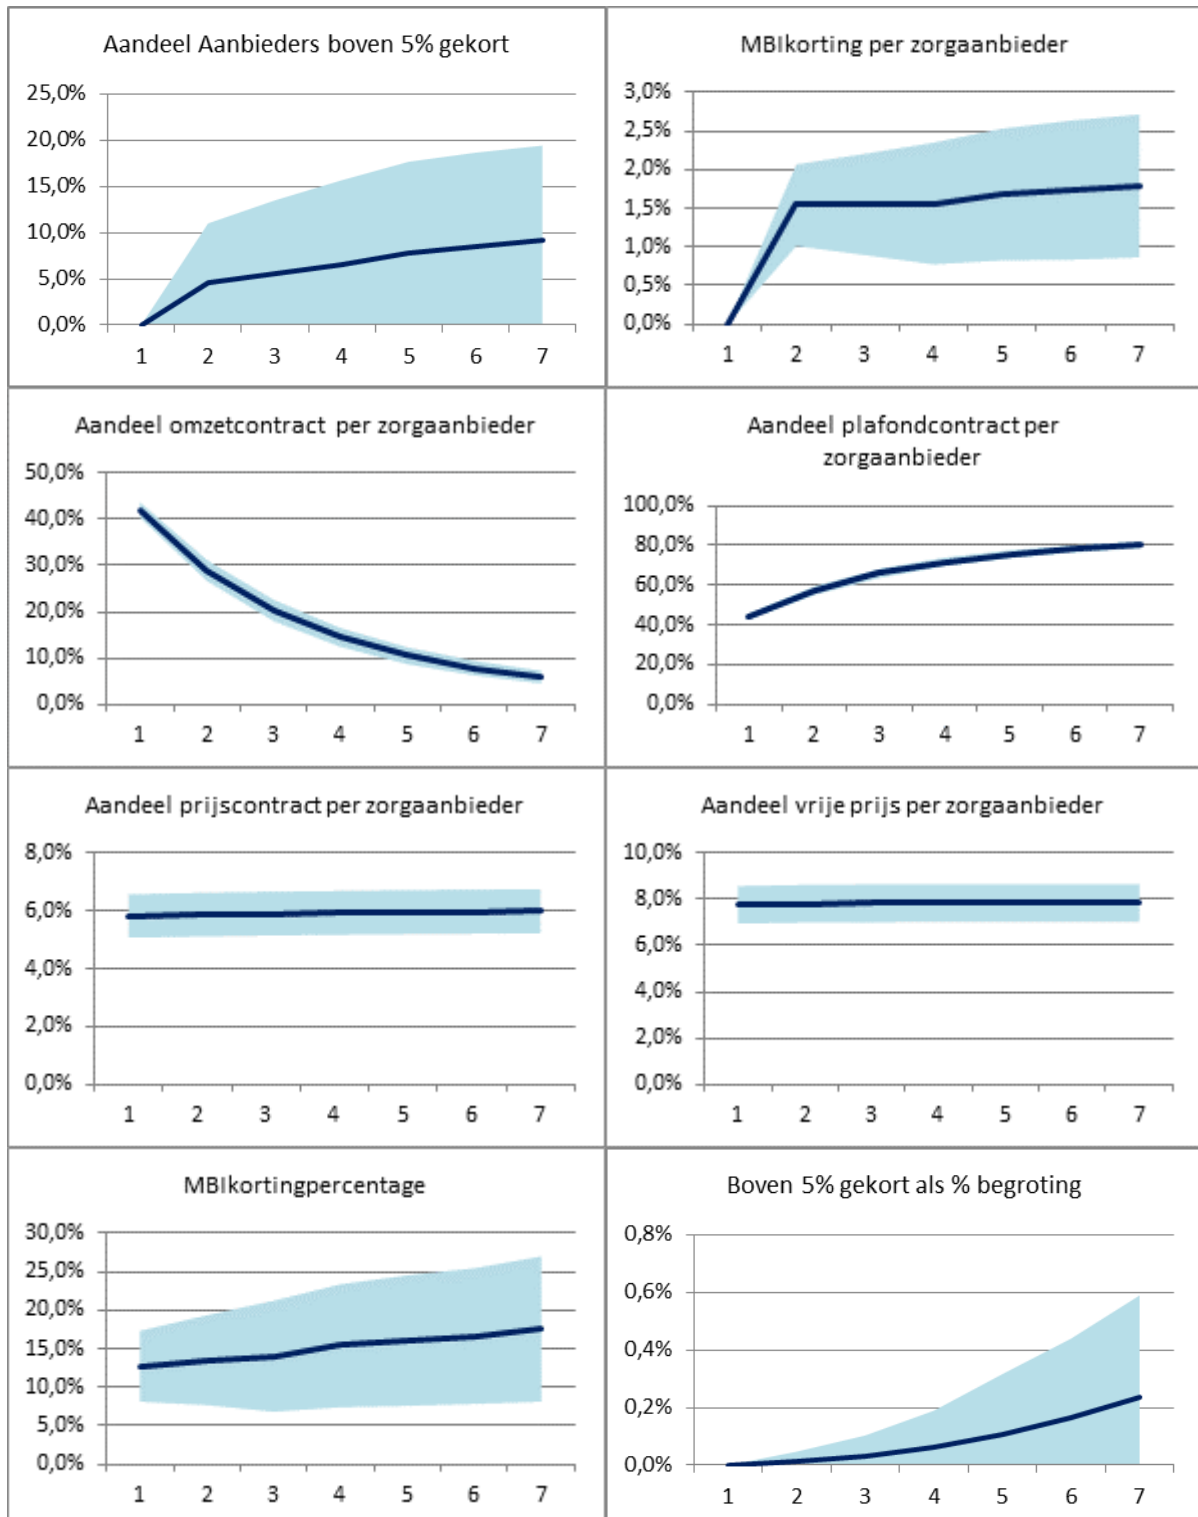 Aandeel Aanbieders boven 5% gekort
25,0%
20,0%
15,0%
10,0%
5,0%
0,0%
1 2 3 4 5 6 7
MBIkorting per zorgaanbieder
3,0%
2,5%
2,0%
1,5%
1,0%
0,5%
0,0%
1 2 3 4 5 6 7
Aandeel omzetcontract per zorgaanbieder
50,0%
40,0%
30,0%
20,0%
10,0%
0,0%
1 2 3 4 5 6 7
Aandeel plafondcontract per
zorgaanbieder
100,0%
80,0%
60,0%
40,0%
20,0%
0,0%
1 2 3 4 5 6 7
Aandeel prijscontract per zorgaanbieder
8,0%
6,0%
4,0%
2,0%
0,0%
1 2 3 4 5 6 7
Aandeel vrije prijs per zorgaanbieder
10,0%
8,0%
6,0%
4,0%
2,0%
0,0%
1 2 3 4 5 6 7
MBIkortingpercentage
30,0%
25,0%
20,0%
15,0%
10,0%
5,0%
0,0%
1 2 3 4 5 6 7
Boven 5% gekort als % begroting
0,8%
0,6%
0,4%
0,2%
0,0%
1 2 3 4 5 6 7